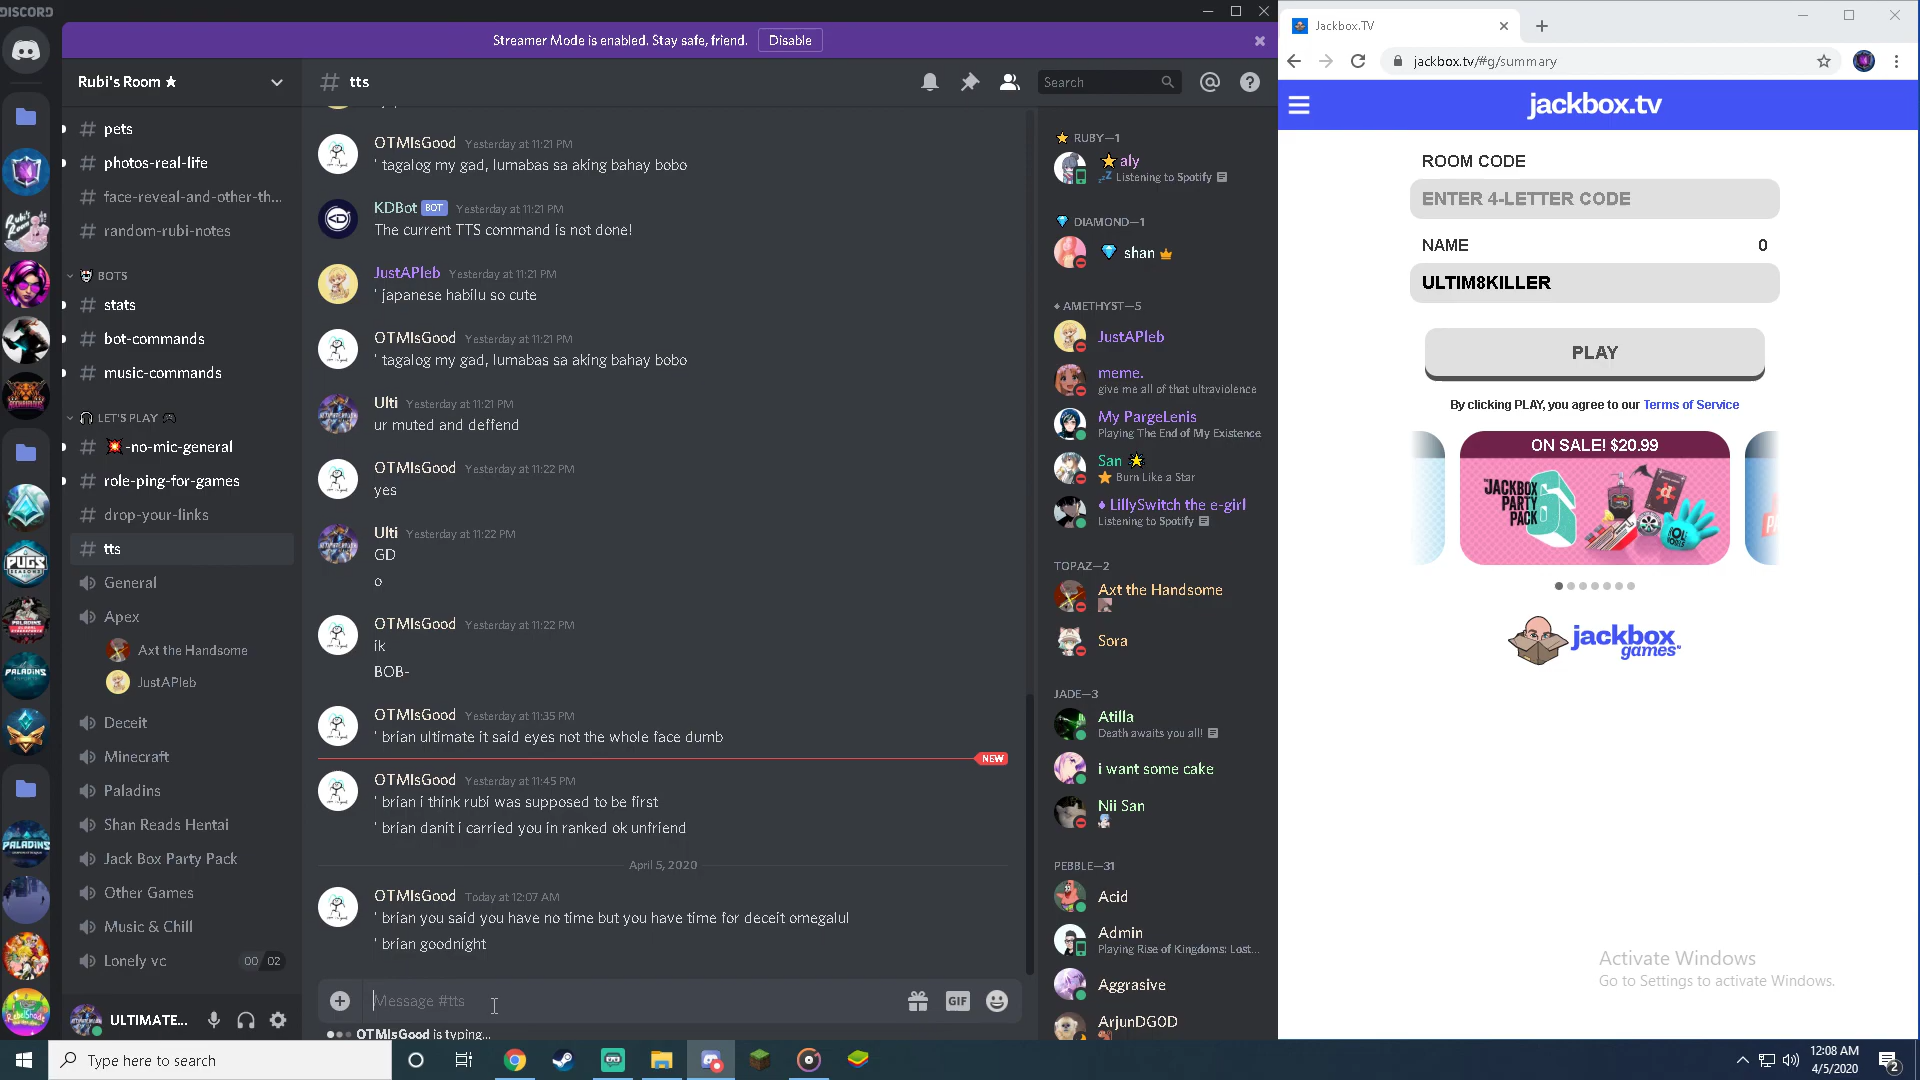 DISCORD
Streamer Mode is enabled. Stay safe, friend.
Disable
Rubi's Room ★
pets
photos-real-life
face-reveal-and-other-th...
random-rubi-notes
BOTS
stats
bot-commands
music-commands
LET'S PLAY
-no-mic-general
role-ping-for-games
drop-your-links
tts
General
Apex
Axt the Handsome
JustAPleb
Deceit
Minecraft
Paladins
Shan Reads Hentai
Jack Box Party Pack
Other Games
Music & Chill
Lonely vc
00 02
ULTIMATE...
tts
Search
OTMIsGood Yesterday at 11:21 PM
' tagalog my gad, lumabas sa aking bahay bobo
KDBot BOT Yesterday at 11:21 PM
The current TTS command is not done!
JustAPleb Yesterday at 11:21 PM
' japanese habilu so cute
OTMIsGood Yesterday at 11:21 PM
' tagalog my gad, lumabas sa aking bahay bobo
Ulti Yesterday at 11:21 PM
ur muted and deffend
OTMIsGood Yesterday at 11:22 PM
yes
Ulti Yesterday at 11:22 PM
GD
o
OTMIsGood Yesterday at 11:22 PM
ik
BOB-
OTMIsGood Yesterday at 11:35 PM
' brian ultimate it said eyes not the whole face dumb
NEW
OTMIsGood Yesterday at 11:45 PM
' brian i think rubi was supposed to be first
' brian danit i carried you in ranked ok unfriend
April 5, 2020
OTMIsGood Today at 12:07 AM
' brian you said you have no time but you have time for deceit omegalul
' brian goodnight
Message #tts
GIF
OTMIsGood is typing...
RUBY—1
aly
Listening to Spotify
DIAMOND—1
shan
AMETHYST—5
JustAPleb
meme.
give me all of that ultraviolence
My PargeLenis
Playing The End of My Existence
San
Burn Like a Star
♦ LillySwitch the e-girl
Listening to Spotify
TOPAZ—2
Axt the Handsome
Sora
JADE—3
Atilla
Death awaits you all!
i want some cake
Nii San
PEBBLE—31
Acid
Admin
Playing Rise of Kingdoms: Lost...
Aggrasive
ArjunDGOD
Jackbox.TV
jackbox.tv/#g/summary
jackbox.tv
ROOM CODE
ENTER 4-LETTER CODE
NAME 0
ULTIM8KILLER
PLAY
By clicking PLAY, you agree to our Terms of Service
ON SALE! $20.99
THE JACKBOX PARTY PACK 6
jackbox games
Activate Windows
Go to Settings to activate Windows.
Type here to search
12:08 AM
4/5/2020
2